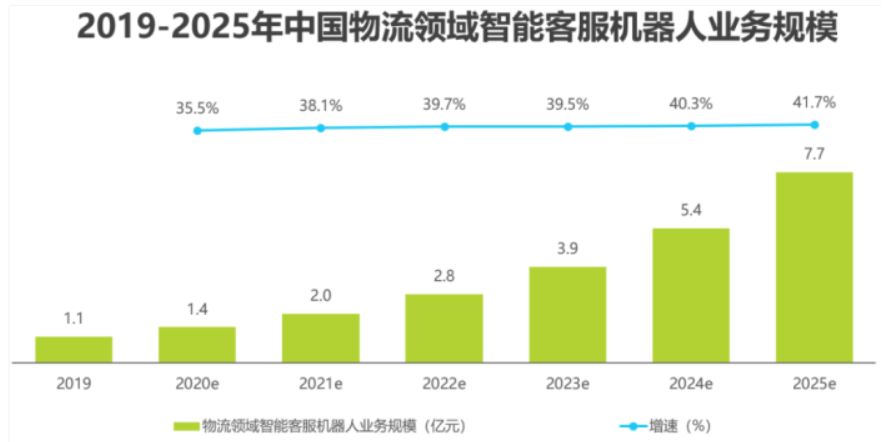 2019-2025年中国物流领域智能客服机器人业务规模
35.5% 38.1% 39.7% 39.5% 40.3% 41.7%
1.1 1.4 2.0 2.8 3.9 5.4 7.7
2019 2020e 2021e 2022e 2023e 2024e 2025e
物流领域智能客服机器人业务规模（亿元） 增速（%）